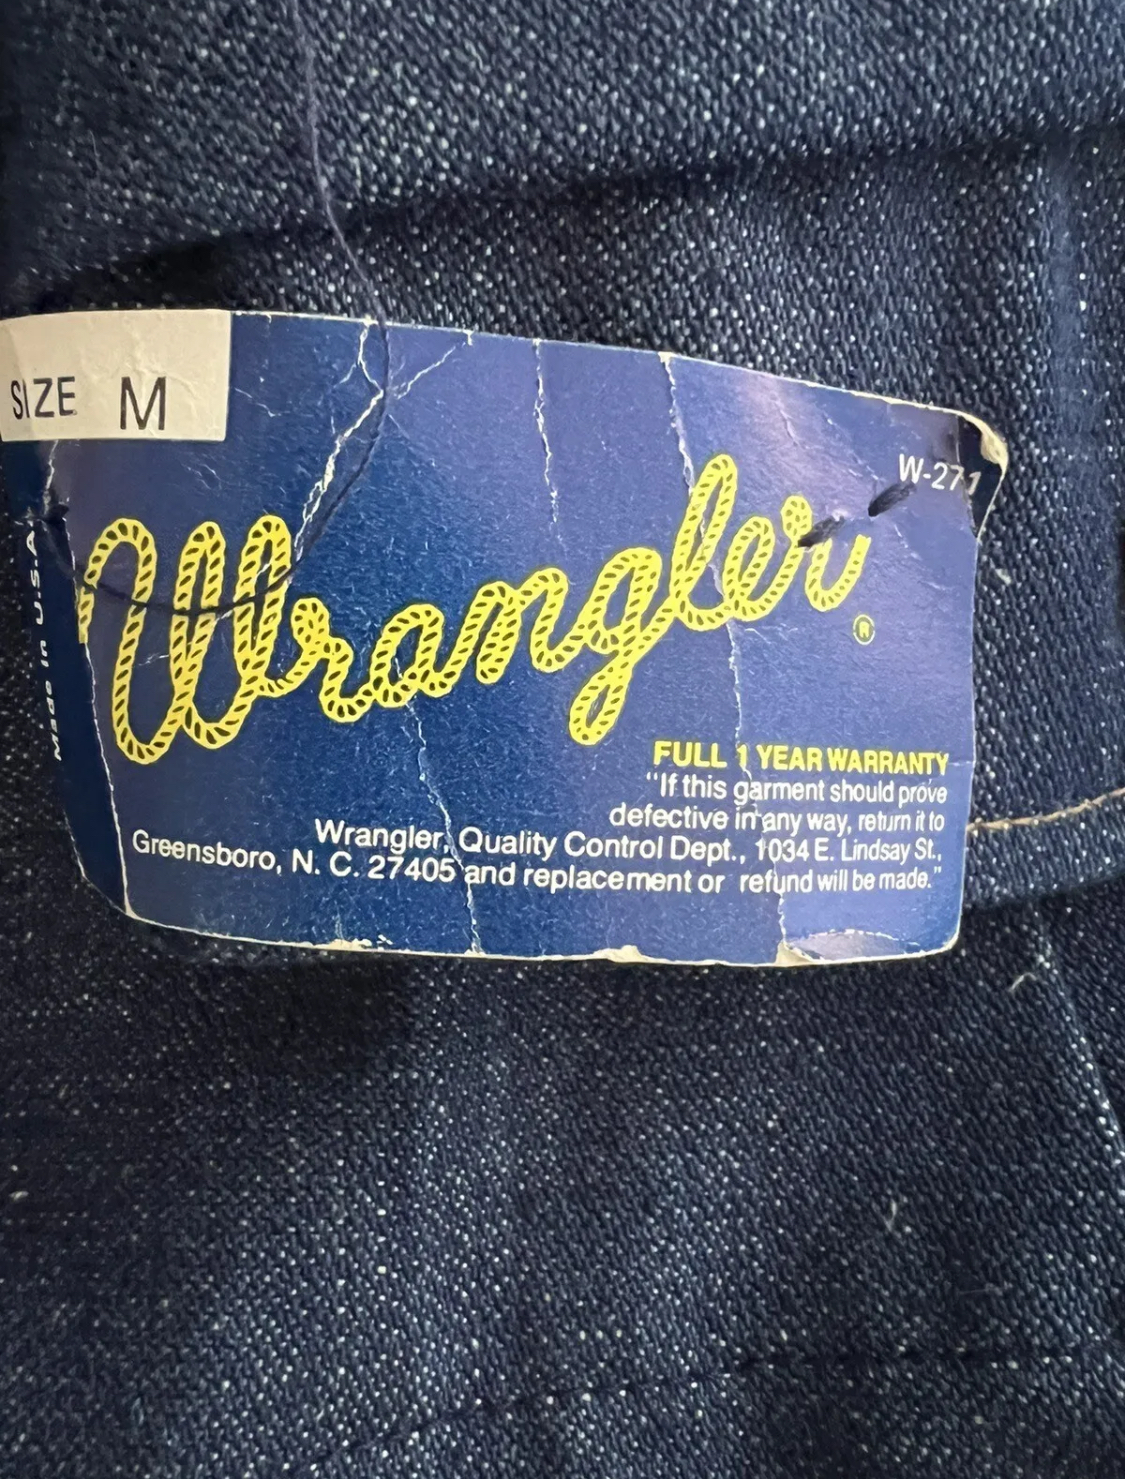 SIZE M
W-271
Made in U.S.A.
Wrangler®
FULL 1 YEAR WARRANTY
"If this garment should prove
defective in any way, return it to
Wrangler, Quality Control Dept., 1034 E. Lindsay St.,
Greensboro, N. C. 27405 and replacement or refund will be made."